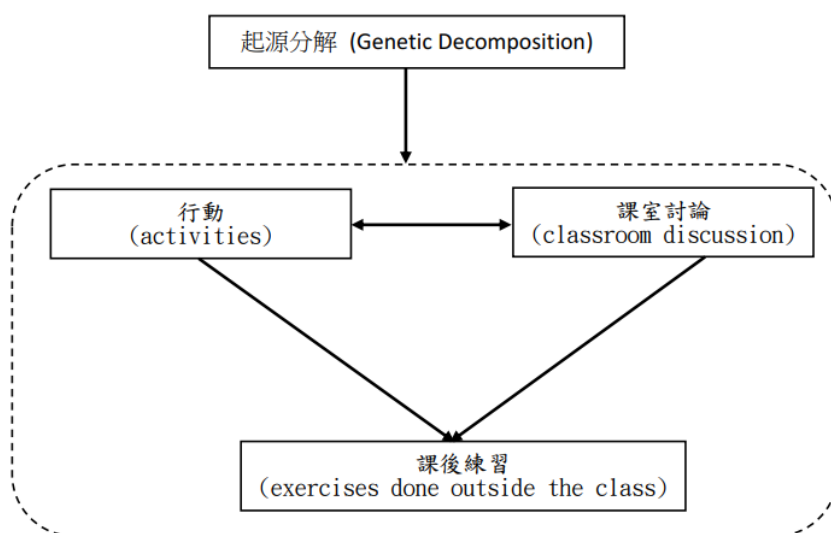 起源分解 (Genetic Decomposition)
行動
(activities)
課室討論
(classroom discussion)
課後練習
(exercises done outside the class)